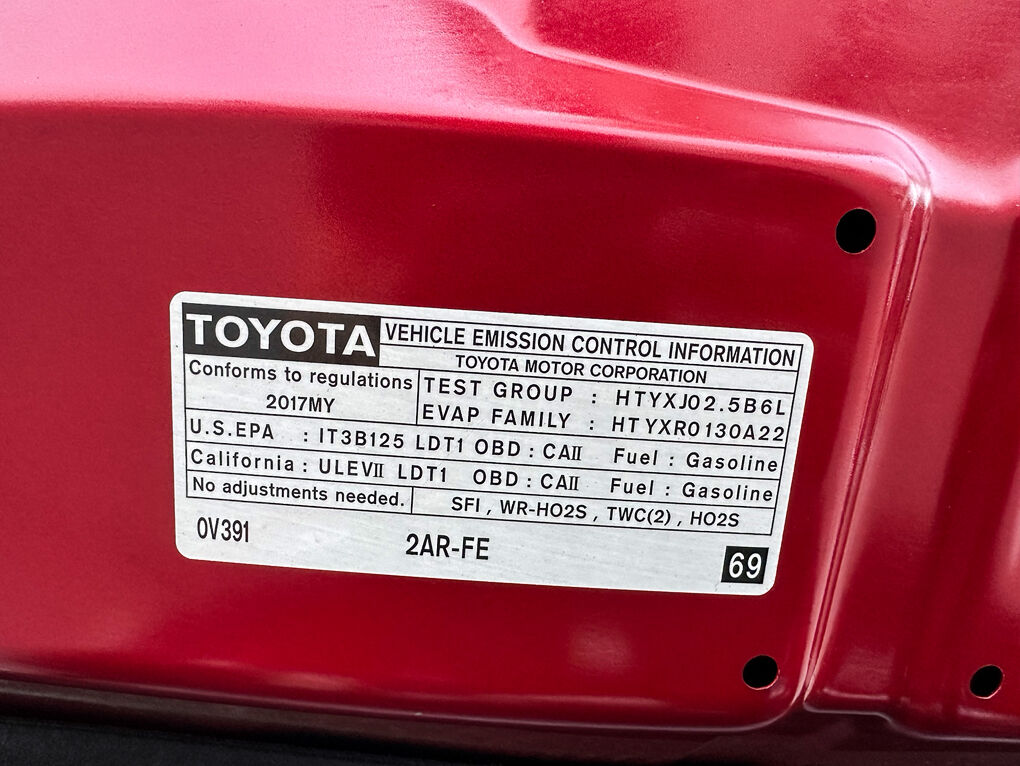 TOYOTA VEHICLE EMISSION CONTROL INFORMATION
TOYOTA MOTOR CORPORATION
Conforms to regulations
2017MY
TEST GROUP : HTYXJ02.5B6L
EVAP FAMILY : HTYXR0130A22
U.S.EPA : IT3B125 LDT1 OBD : CAⅡ Fuel : Gasoline
California : ULEVⅡ LDT1 OBD : CAⅡ Fuel : Gasoline
No adjustments needed. SFI , WR-HO2S , TWC(2) , HO2S
0V391 2AR-FE 69